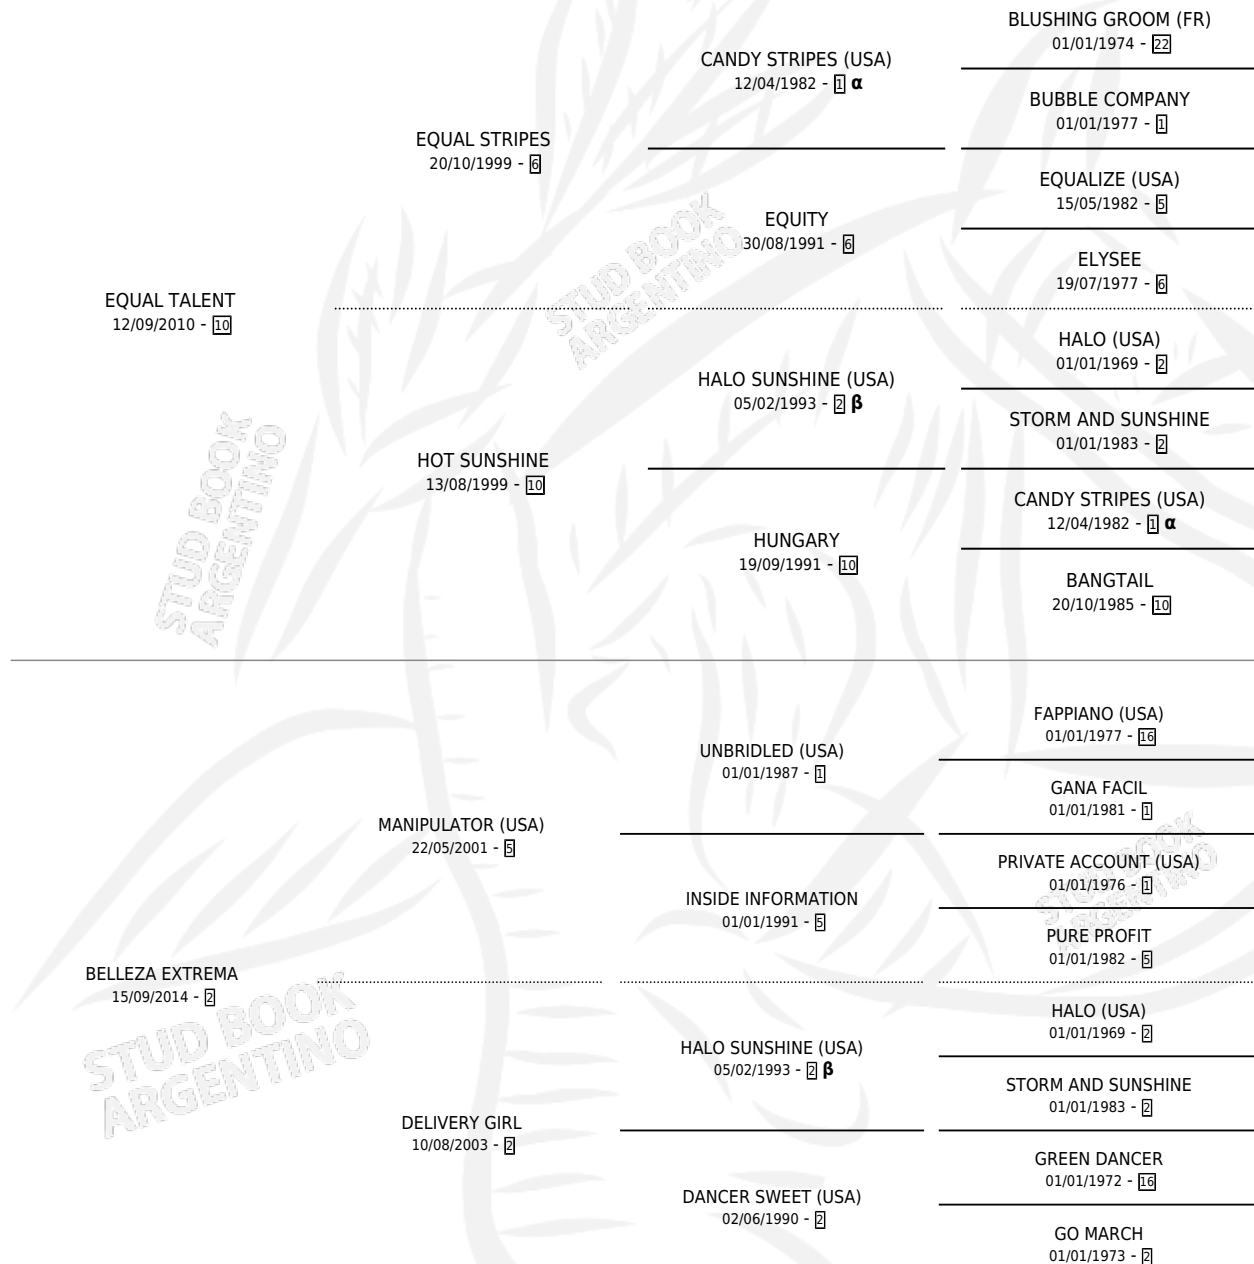 BLUSHING GROOM (FR)
01/01/1974 - 22
CANDY STRIPES (USA)
12/04/1982 - 1 α
BUBBLE COMPANY
01/01/1977 - 1
EQUAL STRIPES
20/10/1999 - 6
EQUALIZE (USA)
15/05/1982 - 5
EQUITY
30/08/1991 - 6
ELYSEE
19/07/1977 - 6
EQUAL TALENT
12/09/2010 - 10
HALO (USA)
01/01/1969 - 2
HALO SUNSHINE (USA)
05/02/1993 - 2 β
STORM AND SUNSHINE
01/01/1983 - 2
HOT SUNSHINE
13/08/1999 - 10
CANDY STRIPES (USA)
12/04/1982 - 1 α
HUNGARY
19/09/1991 - 10
BANGTAIL
20/10/1985 - 10
FAPPIANO (USA)
01/01/1977 - 16
UNBRIDLED (USA)
01/01/1987 - 1
GANA FACIL
01/01/1981 - 1
MANIPULATOR (USA)
22/05/2001 - 5
PRIVATE ACCOUNT (USA)
01/01/1976 - 1
INSIDE INFORMATION
01/01/1991 - 5
PURE PROFIT
01/01/1982 - 5
BELLEZA EXTREMA
15/09/2014 - 2
HALO (USA)
01/01/1969 - 2
HALO SUNSHINE (USA)
05/02/1993 - 2 β
STORM AND SUNSHINE
01/01/1983 - 2
DELIVERY GIRL
10/08/2003 - 2
GREEN DANCER
01/01/1972 - 16
DANCER SWEET (USA)
02/06/1990 - 2
GO MARCH
01/01/1973 - 2
STUD BOOK
ARGENTINO
STUD BOOK
ARGENTINO
STUD BOOK
ARGENTINO
STUD BOOK
ARGENTINO